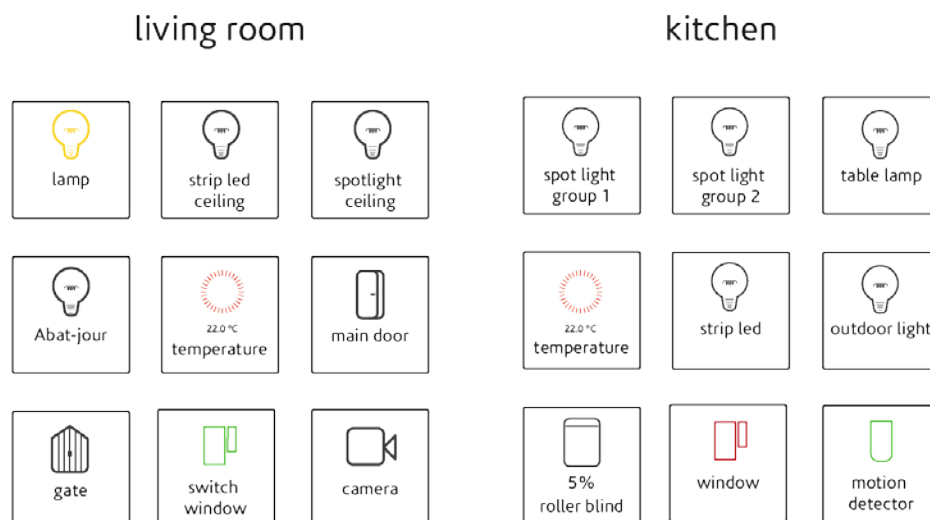 living room
kitchen
lamp
strip led
ceiling
spotlight
ceiling
spot light
group 1
spot light
group 2
table lamp
Abat-jour
22.0 °C
temperature
main door
22.0 °C
temperature
strip led
outdoor light
gate
switch
window
camera
5%
roller blind
window
motion
detector